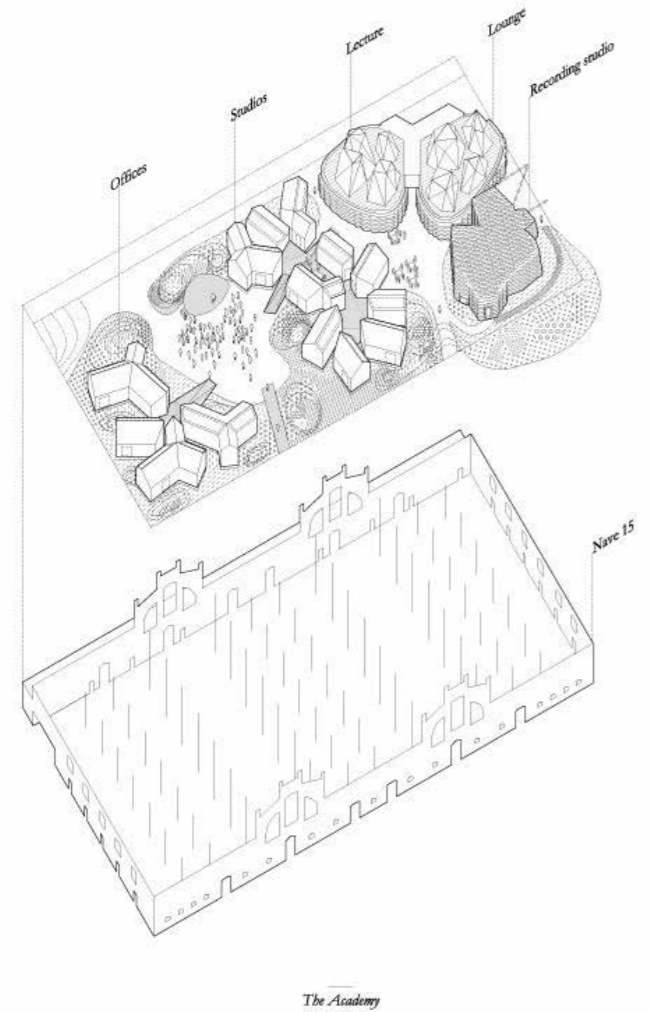 Lounge
Lecture
Recording studio
Studios
Offices
Nave 15
The Academy